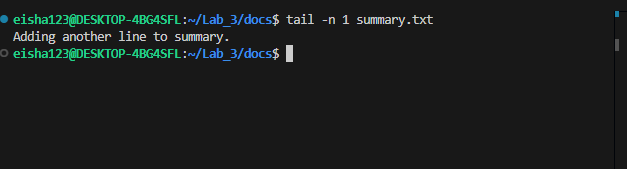 eisha123@DESKTOP-4BG4SFL:~/Lab_3/docs$ tail -n 1 summary.txt
Adding another line to summary.
eisha123@DESKTOP-4BG4SFL:~/Lab_3/docs$